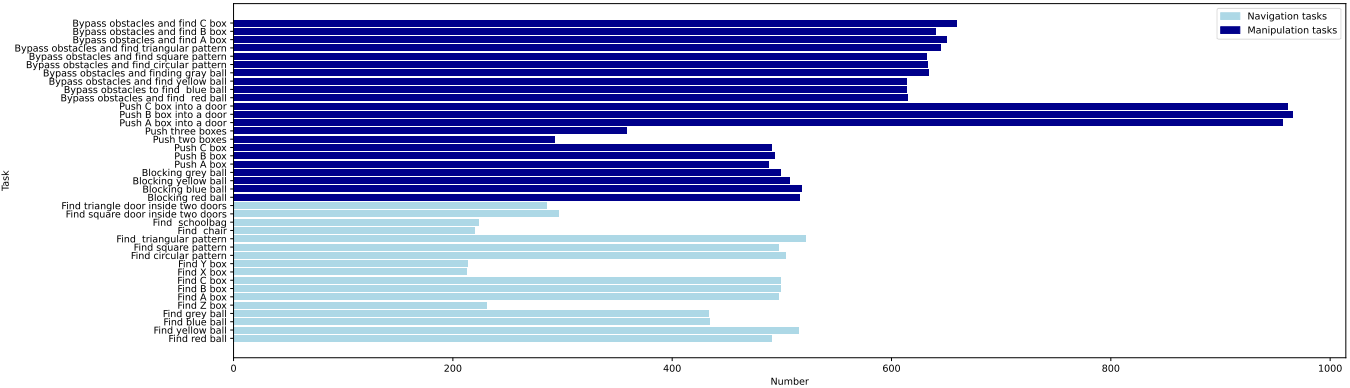 Navigation tasks
Manipulation tasks
Task
Bypass obstacles and find C box
Bypass obstacles and find B box
Bypass obstacles and find A box
Bypass obstacles and find triangular pattern
Bypass obstacles and find square pattern
Bypass obstacles and find circular pattern
Bypass obstacles and finding gray ball
Bypass obstacles and find yellow ball
Bypass obstacles to find  blue ball
Bypass obstacles and find  red ball
Push C box into a door
Push B box into a door
Push A box into a door
Push three boxes
Push two boxes
Push C box
Push B box
Push A box
Blocking grey ball
Blocking yellow ball
Blocking blue ball
Blocking red ball
Find triangle door inside two doors
Find square door inside two doors
Find  schoolbag
Find  chair
Find  triangular pattern
Find square pattern
Find circular pattern
Find Y box
Find X box
Find C box
Find B box
Find A box
Find Z box
Find grey ball
Find blue ball
Find yellow ball
Find red ball
0 200 400 600 800 1000
Number